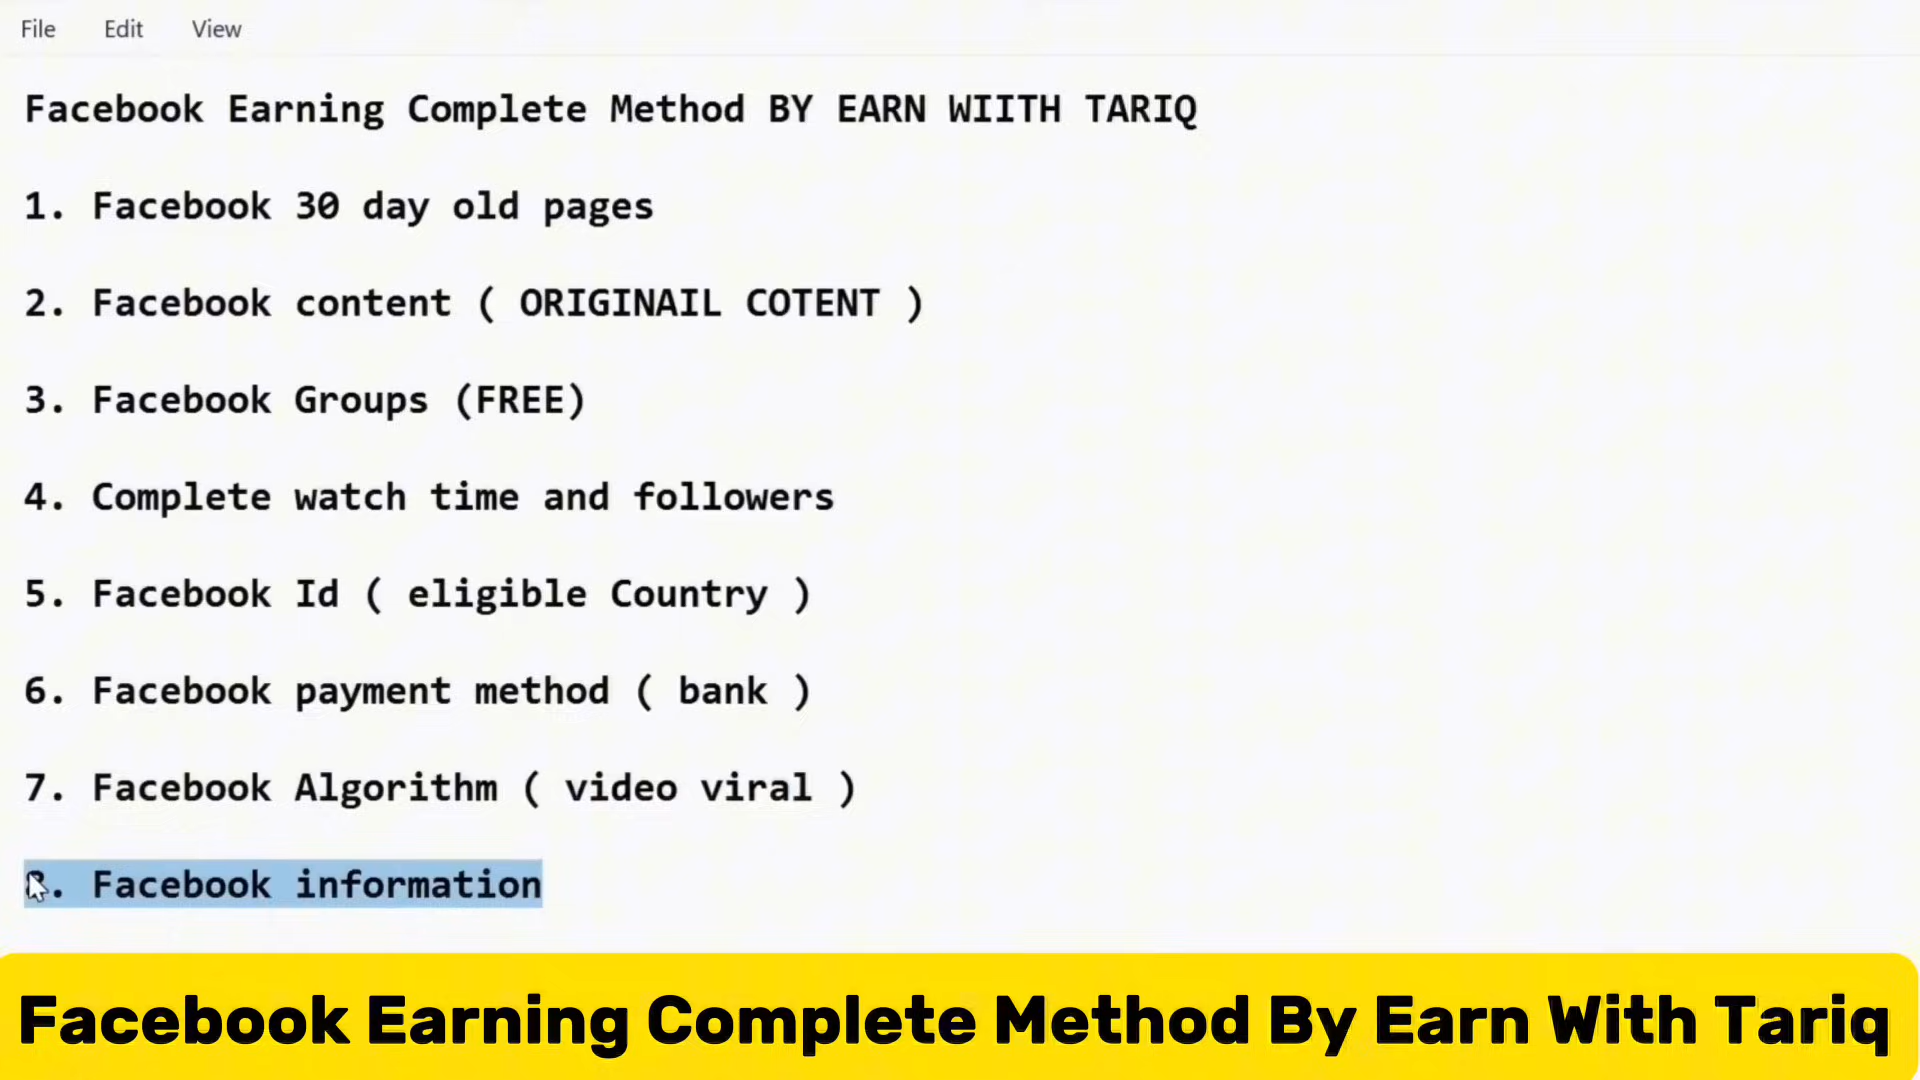 File Edit View
Facebook Earning Complete Method BY EARN WIITH TARIQ
1. Facebook 30 day old pages
2. Facebook content ( ORIGINAIL COTENT )
3. Facebook Groups (FREE)
4. Complete watch time and followers
5. Facebook Id ( eligible Country )
6. Facebook payment method ( bank )
7. Facebook Algorithm ( video viral )
8. Facebook information
Facebook Earning Complete Method By Earn With Tariq